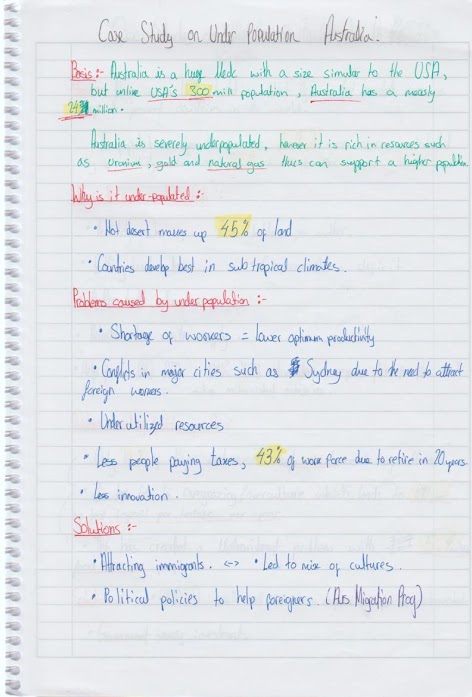 Case Study on Under Population Australia:
Basis:- Australia is a huge Medc with a size similar to the USA,
but unlike USA's 300 mill population, Australia has a measly
24 million.
Australia is severely underpopulated, however it is rich in resources such
as Uranium, gold and natural gas thus can support a higher population.
Why is it under-populated:-
• Hot desert makes up 45% of land
• Countries develop best in sub tropical climates.
Problems caused by under population:-
• Shortage of workers = Lower optimum productivity
• Conflicts in major cities such as Sydney due to the need to attract
foreign workers.
• Under utilized resources
• Less people paying taxes, 43% of work force due to retire in 20 years.
• Less innovation.
Solutions:-
• Attracting immigrants. <-> • Led to mix of cultures.
• Political policies to help foreigners. (Aus Migration Prog)